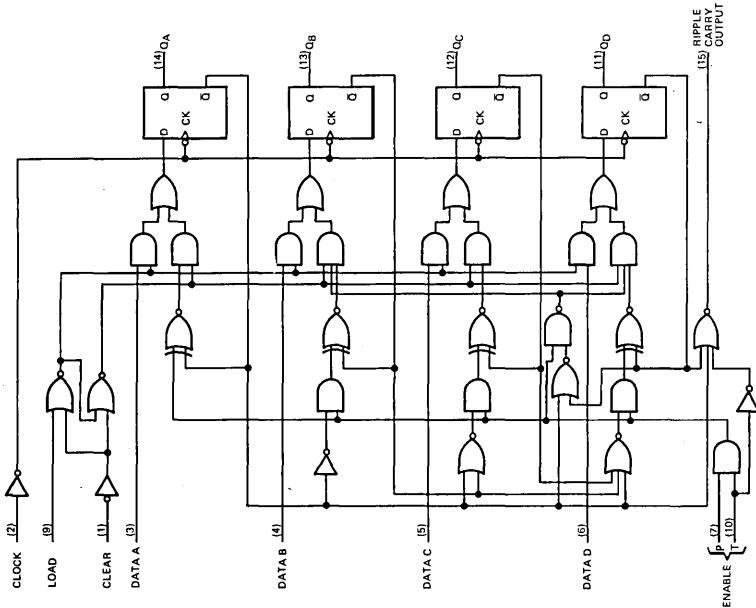 CLOCK (2)
LOAD (9)
CLEAR (1)
DATA A (3)
D Q (14) QA
CK
Q̅
DATA B (4)
D Q (13) QB
CK
Q̅
DATA C (5)
D Q (12) QC
CK
Q̅
DATA D (6)
D Q (11) QD
CK
Q̅
ENABLE
P (7)
T (10)
(15) RIPPLE
CARRY
OUTPUT